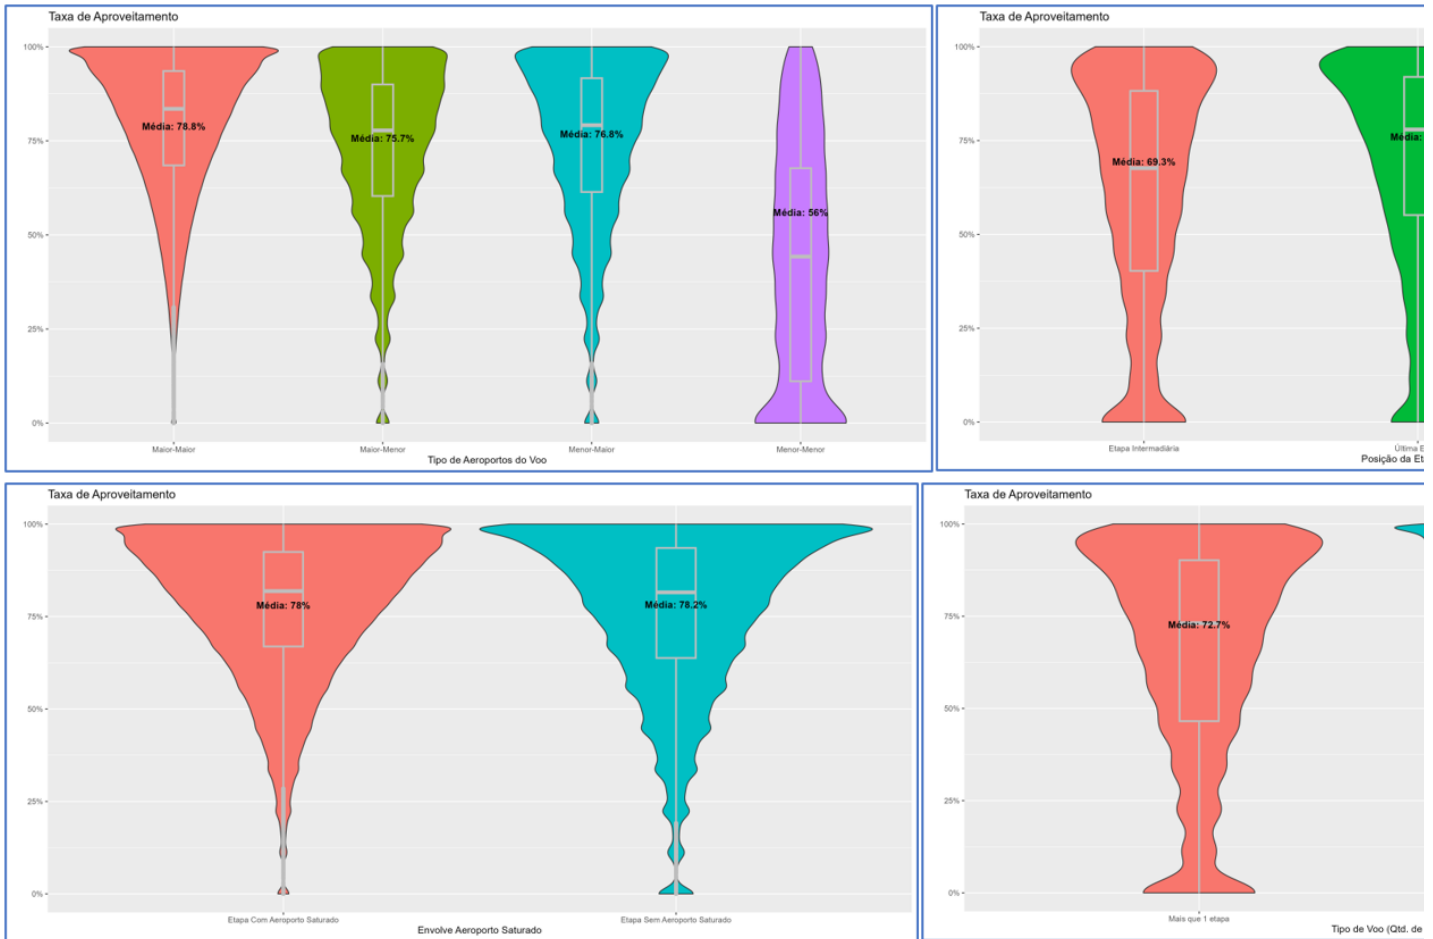 Taxa de Aproveitamento
100%
75%
50%
25%
0%
Média: 78.8%
Média: 75.7%
Média: 76.8%
Média: 56%
Maior-Maior
Maior-Menor
Menor-Maior
Menor-Menor
Tipo de Aeroportos do Voo
Taxa de Aproveitamento
100%
75%
50%
25%
0%
Média: 69.3%
Média:
Etapa Intermadiária
Última E
Posição da Et
Taxa de Aproveitamento
100%
75%
50%
25%
0%
Média: 78%
Média: 78.2%
Etapa Com Aeroporto Saturado
Etapa Sem Aeroporto Saturado
Envolve Aeroporto Saturado
Taxa de Aproveitamento
100%
75%
50%
25%
0%
Média: 72.7%
Mais que 1 etapa
Tipo de Voo (Qtd. de